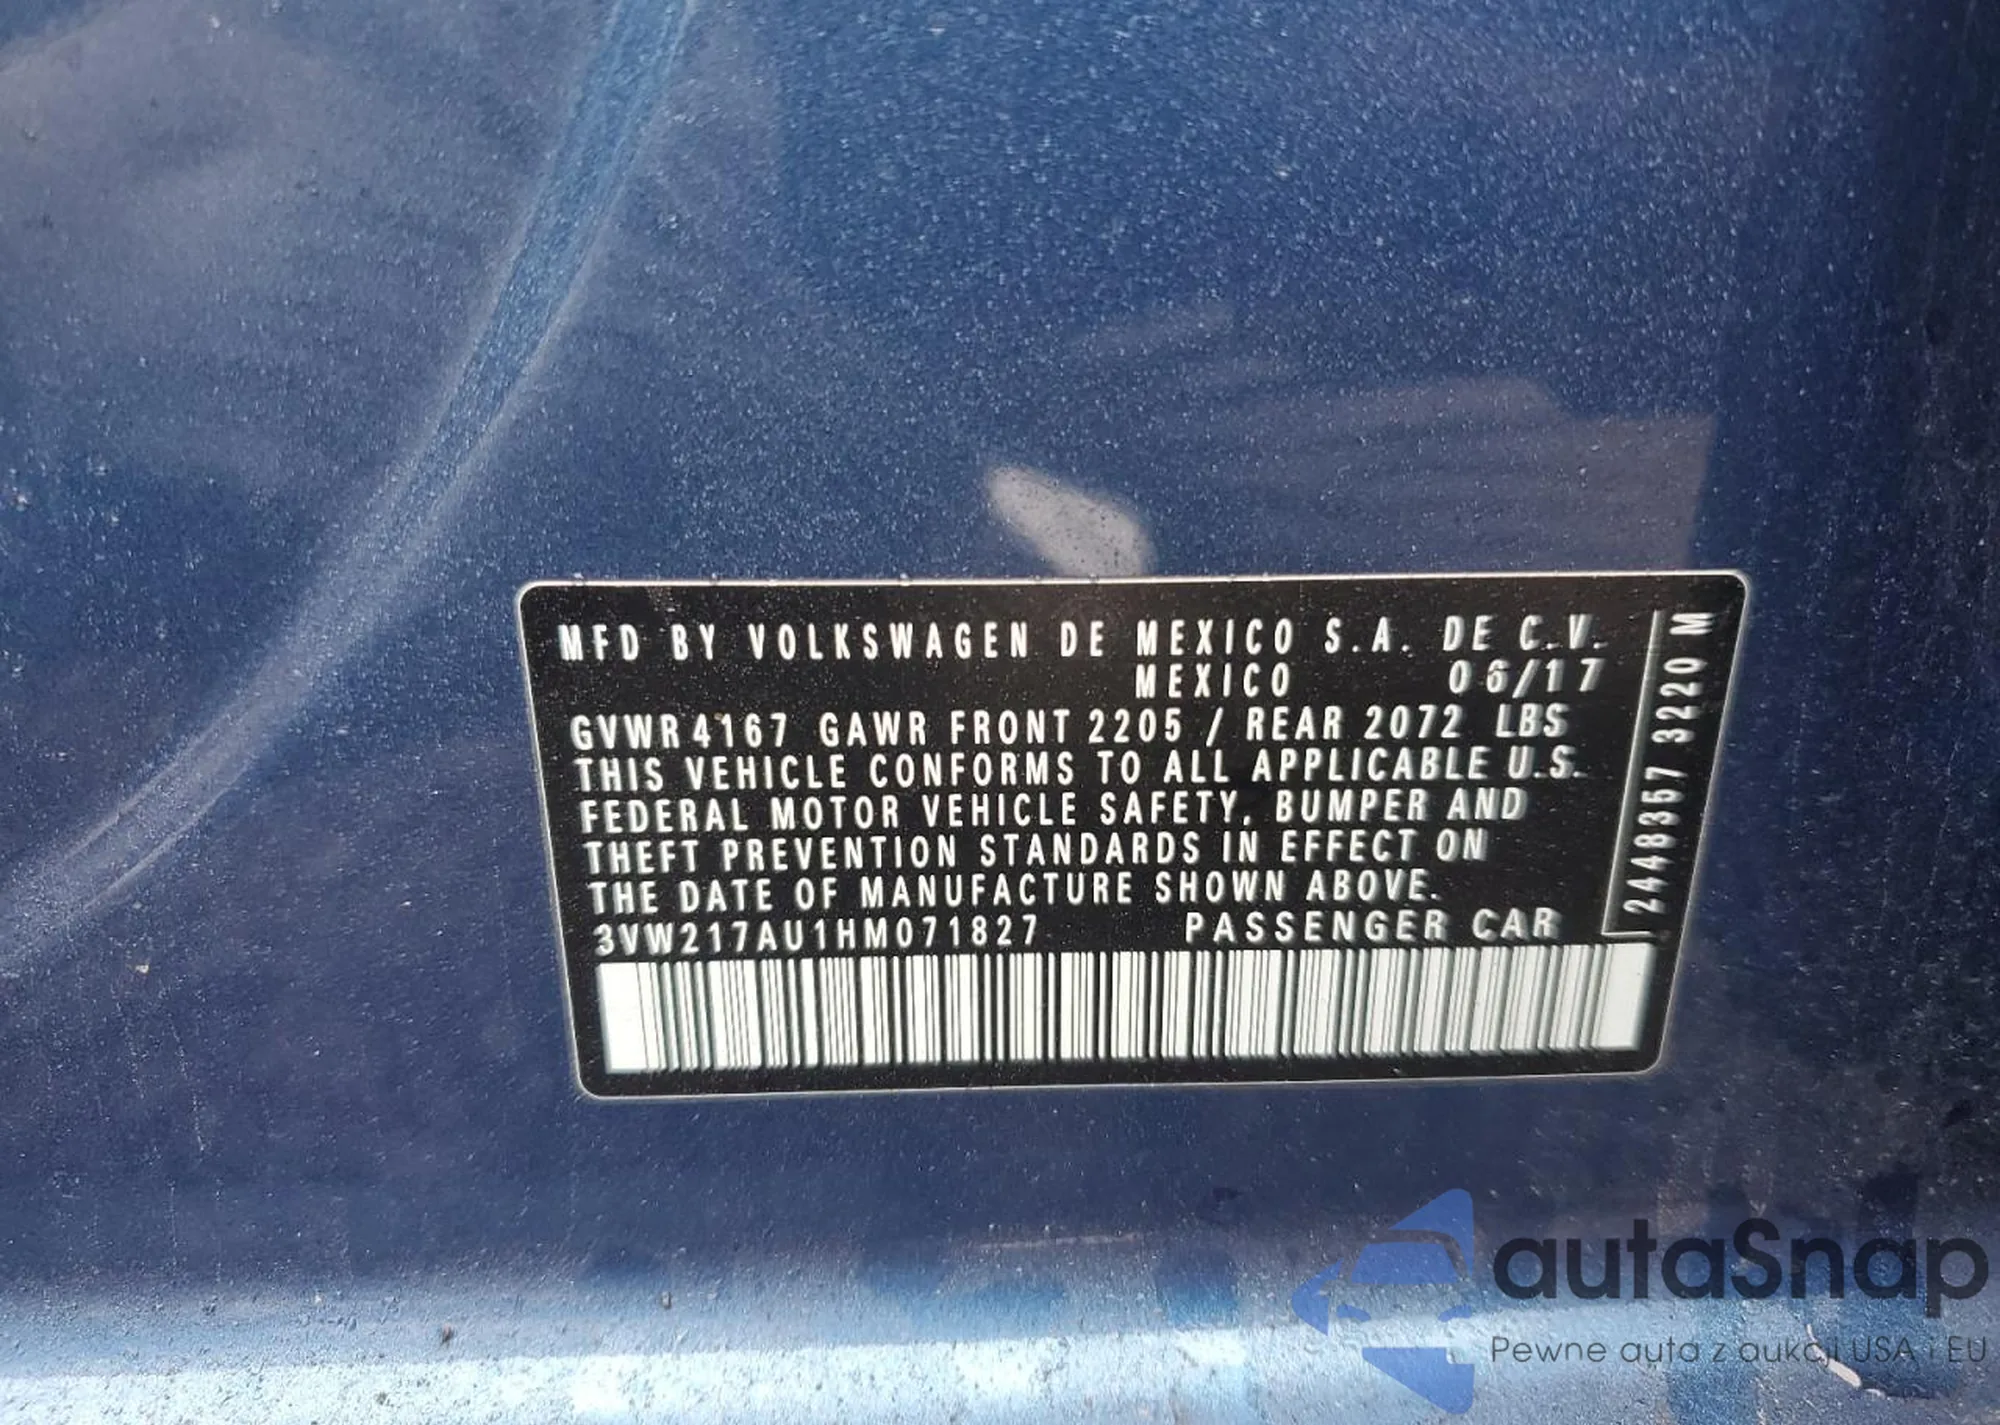 MFD BY VOLKSWAGEN DE MEXICO S.A. DE C.V.
MEXICO 06/17
GVWR 4167 GAWR FRONT 2205 / REAR 2072 LBS
THIS VEHICLE CONFORMS TO ALL APPLICABLE U.S.
FEDERAL MOTOR VEHICLE SAFETY, BUMPER AND
THEFT PREVENTION STANDARDS IN EFFECT ON
THE DATE OF MANUFACTURE SHOWN ABOVE.
3VW217AU1HM071827 PASSENGER CAR
2448357 3220 M
autaSnap
Pewne auta z aukcji USA i EU